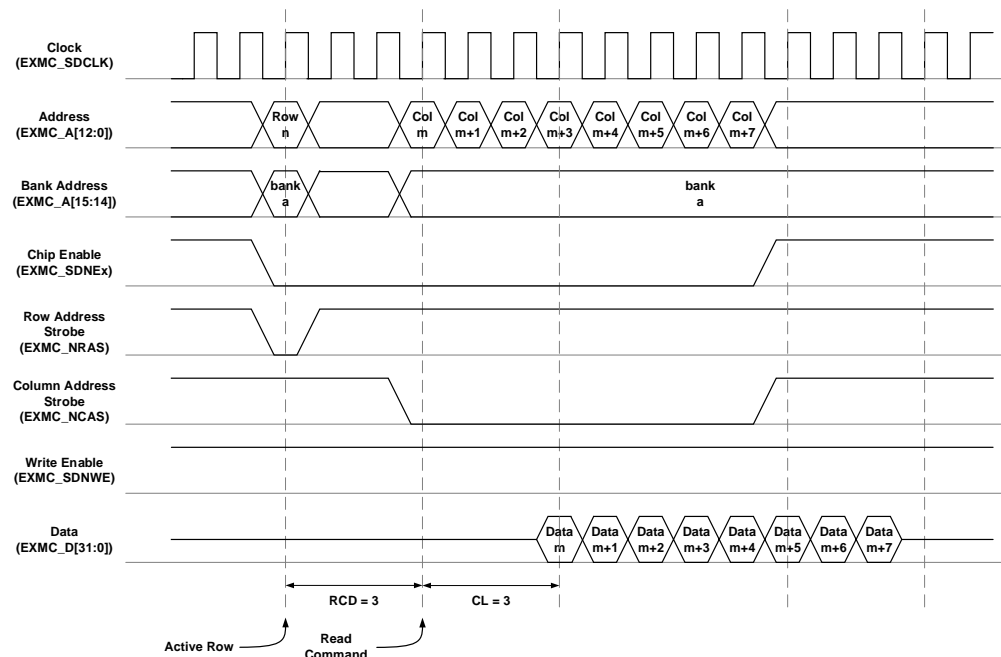 Clock
(EXMC_SDCLK)
Address
(EXMC_A[12:0])
Row
n
Col
m
Col
m+1
Col
m+2
Col
m+3
Col
m+4
Col
m+5
Col
m+6
Col
m+7
Bank Address
(EXMC_A[15:14])
bank
a
bank
a
Chip Enable
(EXMC_SDNEx)
Row Address
Strobe
(EXMC_NRAS)
Column Address
Strobe
(EXMC_NCAS)
Write Enable
(EXMC_SDNWE)
Data
(EXMC_D[31:0])
Data
m
Data
m+1
Data
m+2
Data
m+3
Data
m+4
Data
m+5
Data
m+6
Data
m+7
RCD = 3
CL = 3
Active Row
Read
Command